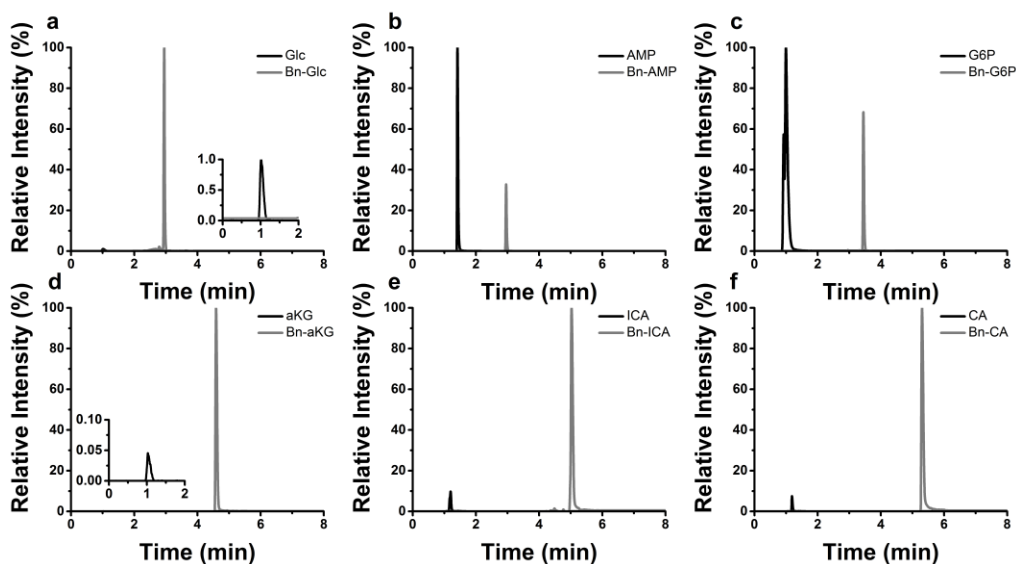 a
Glc
Bn-Glc
Relative Intensity (%)
100
80
60
40
20
0
1.0
0.5
0.0
0 1 2
0 2 4 6 8
Time (min)
b
AMP
Bn-AMP
Relative Intensity (%)
100
80
60
40
20
0
0 2 4 6 8
Time (min)
c
G6P
Bn-G6P
Relative Intensity (%)
100
80
60
40
20
0
0 2 4 6 8
Time (min)
d
aKG
Bn-aKG
Relative Intensity (%)
100
80
60
40
20
0
0.10
0.05
0.00
0 1 2
0 2 4 6 8
Time (min)
e
ICA
Bn-ICA
Relative Intensity (%)
100
80
60
40
20
0
0 2 4 6 8
Time (min)
f
CA
Bn-CA
Relative Intensity (%)
100
80
60
40
20
0
0 2 4 6 8
Time (min)